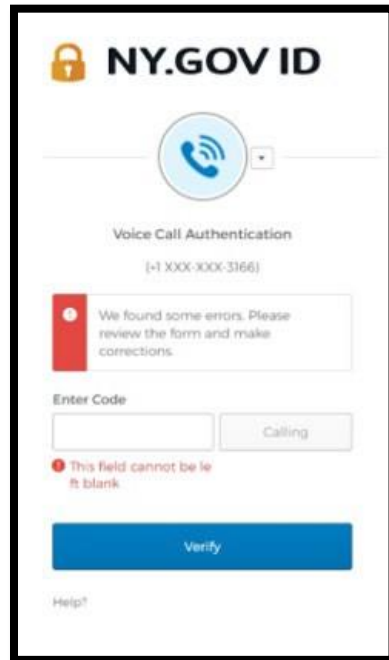 NY.GOV ID
Voice Call Authentication
(+1 XXX-XXX-3166)
We found some errors. Please
review the form and make
corrections.
Enter Code
Calling
This field cannot be le
ft blank
Verify
Help?